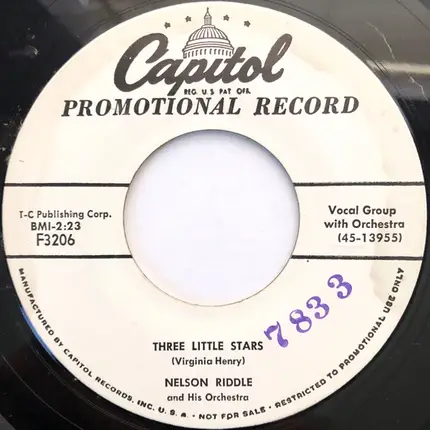 Capitol
REG. U.S. PAT. OFF.
PROMOTIONAL RECORD
T-C Publishing Corp.
BMI-2:23
F3206
Vocal Group
with Orchestra
(45-13955)
THREE LITTLE STARS
(Virginia Henry)
NELSON RIDDLE
and His Orchestra
7833
MANUFACTURED BY CAPITOL RECORDS, INC. U. S. A. • NOT FOR SALE • RESTRICTED TO PROMOTIONAL USE ONLY